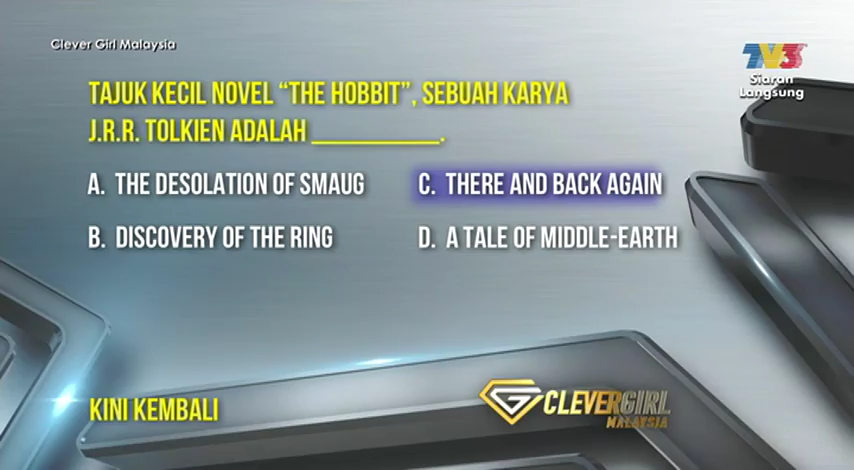 Clever Girl Malaysia
TV3
Siaran
Langsung
TAJUK KECIL NOVEL “THE HOBBIT”, SEBUAH KARYA
J.R.R. TOLKIEN ADALAH __________.
A. THE DESOLATION OF SMAUG
C. THERE AND BACK AGAIN
B. DISCOVERY OF THE RING
D. A TALE OF MIDDLE-EARTH
KINI KEMBALI
CLEVERGIRL
MALAYSIA